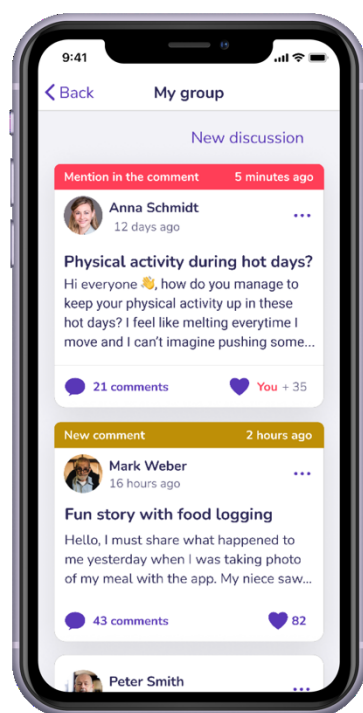 9:41
Back My group
New discussion
Mention in the comment 5 minutes ago
Anna Schmidt
12 days ago
Physical activity during hot days?
Hi everyone 👋, how do you manage to
keep your physical activity up in these
hot days? I feel like melting everytime I
move and I can't imagine pushing some...
21 comments You + 35
New comment 2 hours ago
Mark Weber
16 hours ago
Fun story with food logging
Hello, I must share what happened to
me yesterday when I was taking photo
of my meal with the app. My niece saw...
43 comments 82
Peter Smith